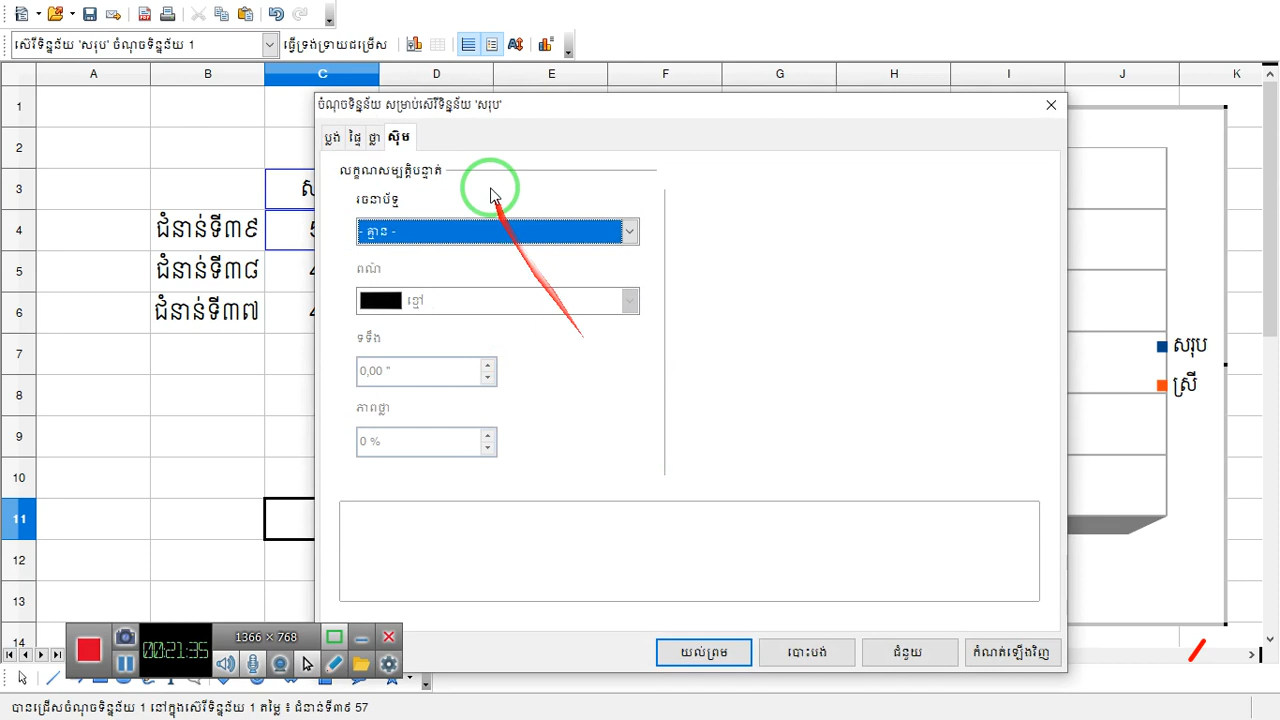 ស៊េរីទិន្នន័យ 'សរុប' ចំណុចទិន្នន័យ 1
ធ្វើទ្រង់ទ្រាយជម្រើស
A B C D E F G H I J K
ចំណុចទិន្នន័យ សម្រាប់ស៊េរីទិន្នន័យ 'សរុប'
ប្លង់ ផ្ទៃ ថ្លា ស៊ុម
លក្ខណសម្បត្តិបន្ទាត់
រចនាប័ទ្ម
- គ្មាន -
ពណ៌
ខ្មៅ
ទទឹង
0,00 "
ភាពថ្លា
0 %
1
2
3
4 ជំនាន់ទី៣៩
5 ជំនាន់ទី៣៨
6 ជំនាន់ទី៣៧
7
8
9
10
11
12
13
14
សរុប
ស្រី
យល់ព្រម បោះបង់ ជំនួយ កំណត់ឡើងវិញ
1366 × 768
00:21:35
បានជ្រើសចំណុចទិន្នន័យ 1 នៅក្នុងស៊េរីទិន្នន័យ 1 តម្លៃ ៖ ជំនាន់ទី៣៩ 57